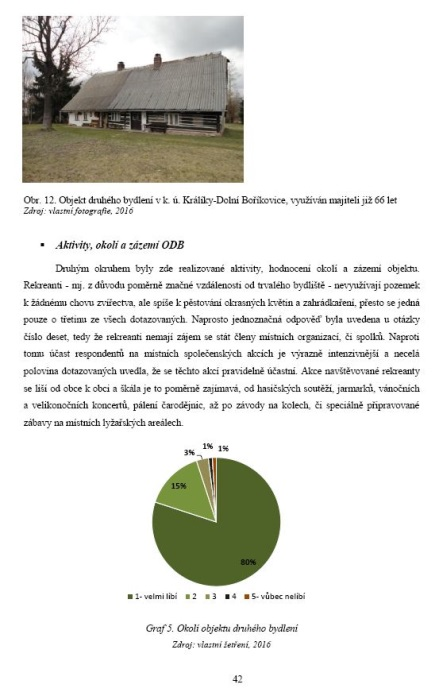 Obr. 12. Objekt druhého bydlení v k. ú. Králíky-Dolní Boříkovice, využíván majiteli již 66 let
Zdroj: vlastní fotografie, 2016
▪ Aktivity, okolí a zázemí ODB
Druhým okruhem byly zde realizované aktivity, hodnocení okolí a zázemí objektu.
Rekreanti - mj. z důvodu poměrně značné vzdálenosti od trvalého bydliště - nevyužívají pozemek
k žádnému chovu zvířectva, ale spíše k pěstování okrasných květin a zahrádkaření, přesto se jedná
pouze o třetinu ze všech dotazovaných. Naprosto jednoznačná odpověď byla uvedena u otázky
číslo deset, tedy že rekreanti nemají zájem se stát členy místních organizací, či spolků. Naproti
tomu účast respondentů na místních společenských akcích je výrazně intenzivnější a necelá
polovina dotazovaných uvedla, že se těchto akcí pravidelně účastní. Akce navštěvované rekreanty
se liší od obce k obci a škála je to poměrně zajímavá, od hasičských soutěží, jarmarků, vánočních
a velikonočních koncertů, pálení čarodějnic, až po závody na kolech, či speciálně připravované
zábavy na místních lyžařských areálech.
3% 1% 1%
15%
80%
1- velmi líbí 2 3 4 5- vůbec nelíbí
Graf 5. Okolí objektu druhého bydlení
Zdroj: vlastní šetření, 2016
42